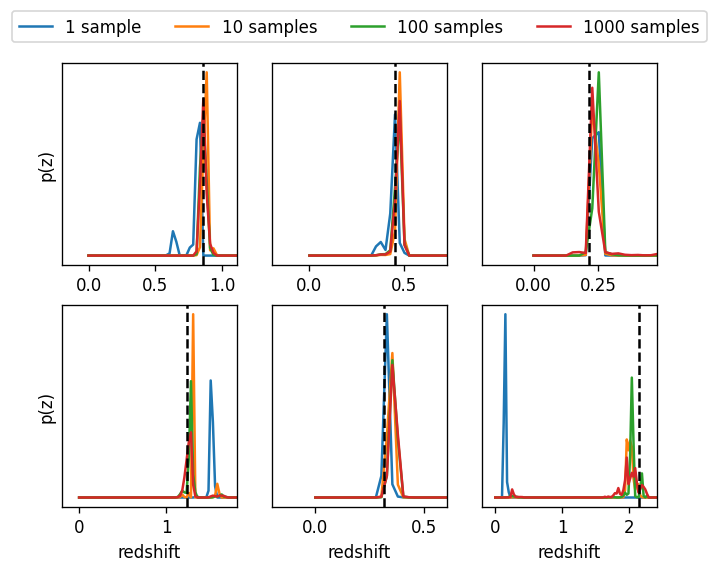 1 sample 10 samples 100 samples 1000 samples
p(z)
0.0 0.5 1.0
0.0 0.5
0.00 0.25
p(z)
0 1
0.0 0.5
0 1 2
redshift redshift redshift